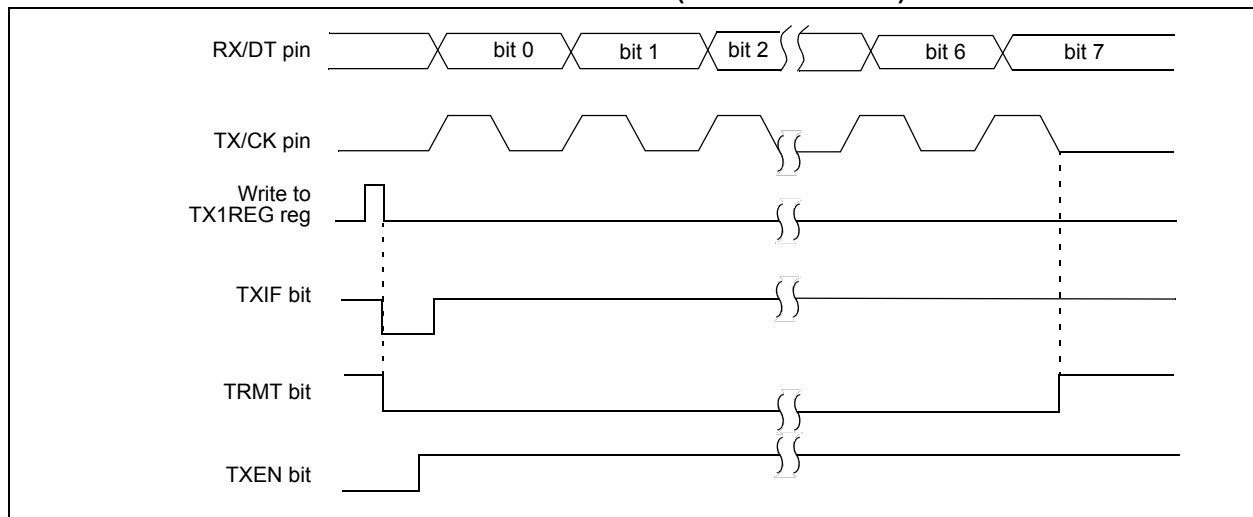 RX/DT pin
bit 0
bit 1
bit 2
bit 6
bit 7
TX/CK pin
Write to
TX1REG reg
TXIF bit
TRMT bit
TXEN bit